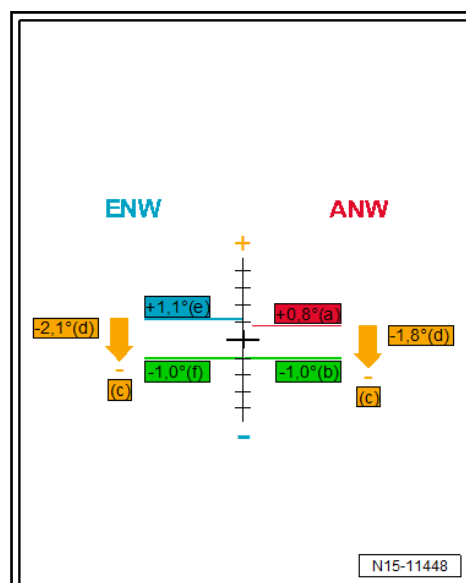 ENW ANW
+
+1,1°(e) +0,8°(a)
-2,1°(d) -1,8°(d)
-1,0°(f) -1,0°(b)
- -
(c) (c)
-
N15-11448